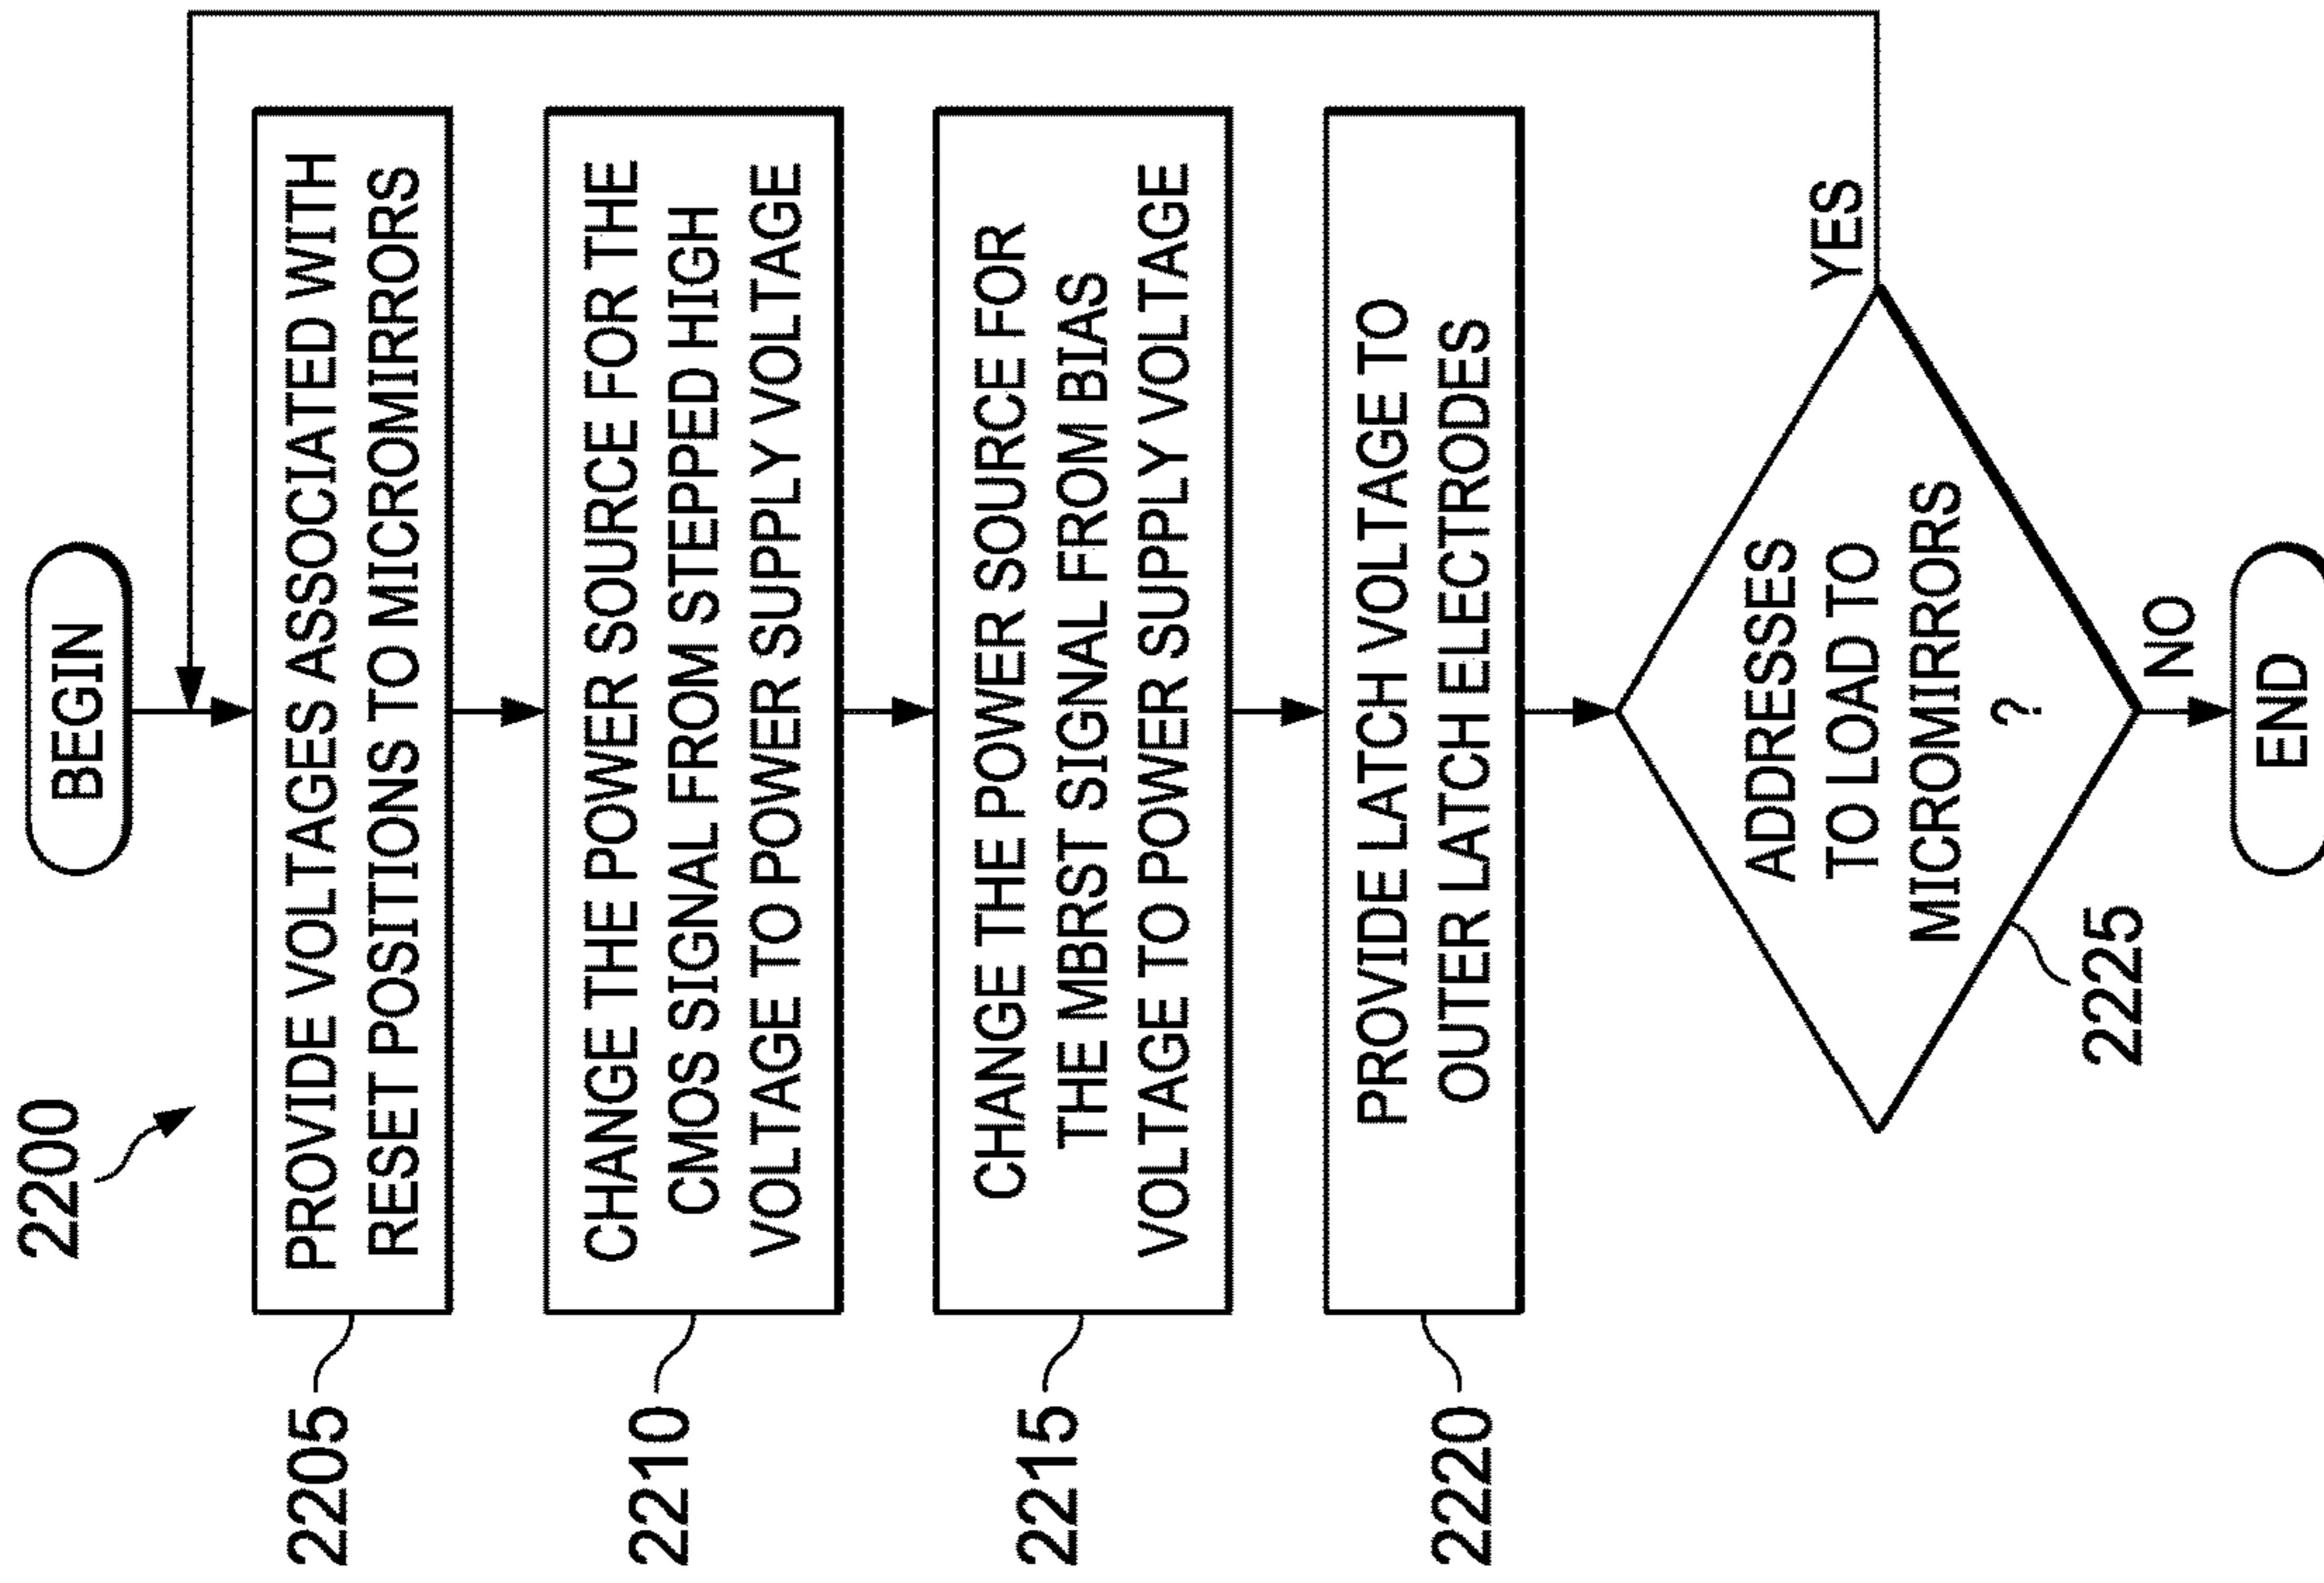 2200
BEGIN
2205
PROVIDE VOLTAGES ASSOCIATED WITH
RESET POSITIONS TO MICROMIRRORS
2210
CHANGE THE POWER SOURCE FOR THE
CMOS SIGNAL FROM STEPPED HIGH
VOLTAGE TO POWER SUPPLY VOLTAGE
2215
CHANGE THE POWER SOURCE FOR
THE MBRST SIGNAL FROM BIAS
VOLTAGE TO POWER SUPPLY VOLTAGE
2220
PROVIDE LATCH VOLTAGE TO
OUTER LATCH ELECTRODES
ADDRESSES
TO LOAD TO
MICROMIRRORS
?
YES
2225
NO
END